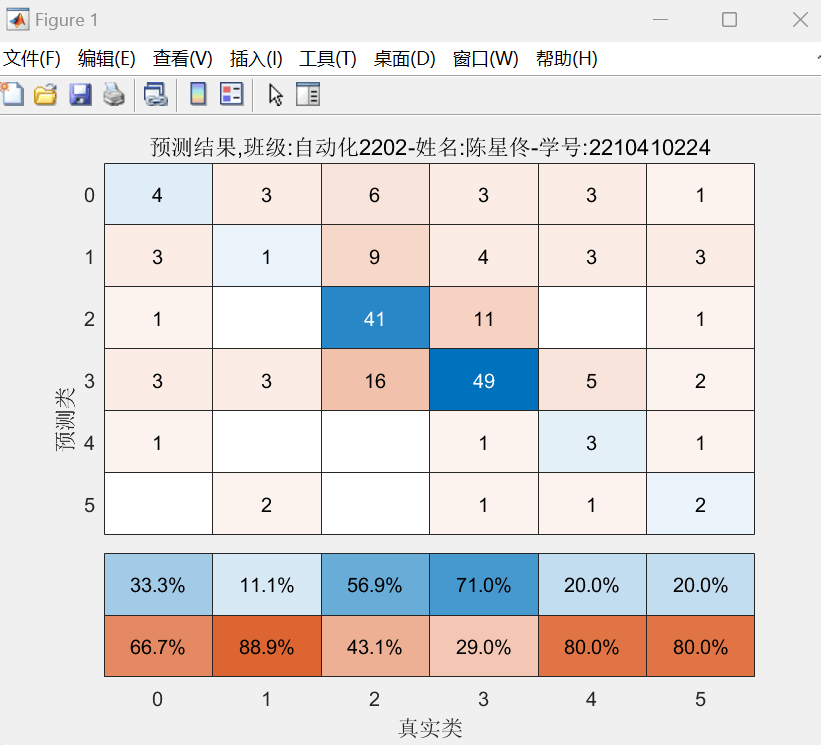 Figure 1
文件(F) 编辑(E) 查看(V) 插入(I) 工具(T) 桌面(D) 窗口(W) 帮助(H)
预测结果,班级:自动化2202-姓名:陈星佟-学号:2210410224
0 4 3 6 3 3 1
1 3 1 9 4 3 3
2 1 41 11 1
3 3 3 16 49 5 2
4 1 1 3 1
5 2 1 1 2
预测类
33.3% 11.1% 56.9% 71.0% 20.0% 20.0%
66.7% 88.9% 43.1% 29.0% 80.0% 80.0%
0 1 2 3 4 5
真实类